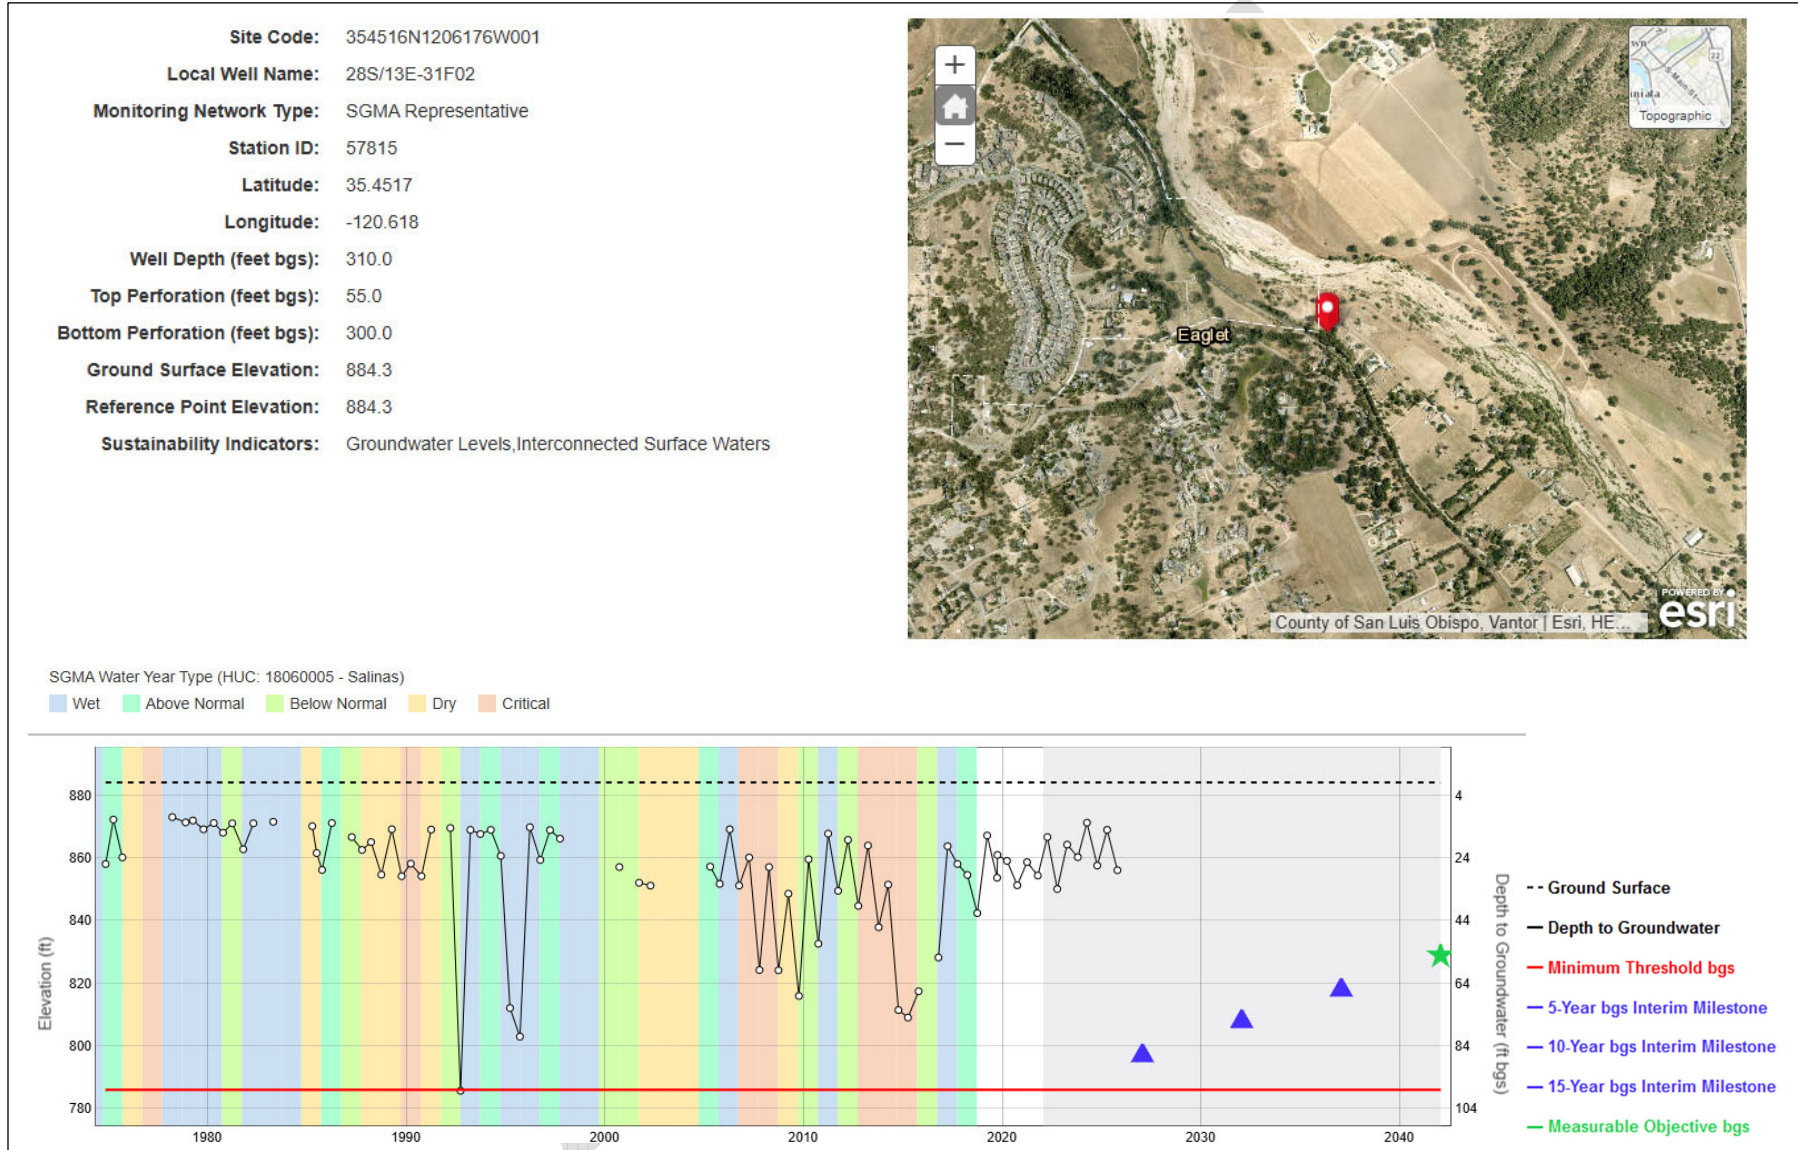 Site Code: 354516N1206176W001
Local Well Name: 28S/13E-31F02
Monitoring Network Type: SGMA Representative
Station ID: 57815
Latitude: 35.4517
Longitude: -120.618
Well Depth (feet bgs): 310.0
Top Perforation (feet bgs): 55.0
Bottom Perforation (feet bgs): 300.0
Ground Surface Elevation: 884.3
Reference Point Elevation: 884.3
Sustainability Indicators: Groundwater Levels,Interconnected Surface Waters
+
−
wn
22
S-Main-St
Topographic
Eaglet
POWERED BY
esri
County of San Luis Obispo, Vantor | Esri, HE...
SGMA Water Year Type (HUC: 18060005 - Salinas)
Wet Above Normal Below Normal Dry Critical
Elevation (ft)
880
860
840
820
800
780
1980 1990 2000 2010 2020 2030 2040
4
24
44
64
84
104
Depth to Groundwater (ft bgs)
Ground Surface
Depth to Groundwater
Minimum Threshold bgs
5-Year bgs Interim Milestone
10-Year bgs Interim Milestone
15-Year bgs Interim Milestone
Measurable Objective bgs